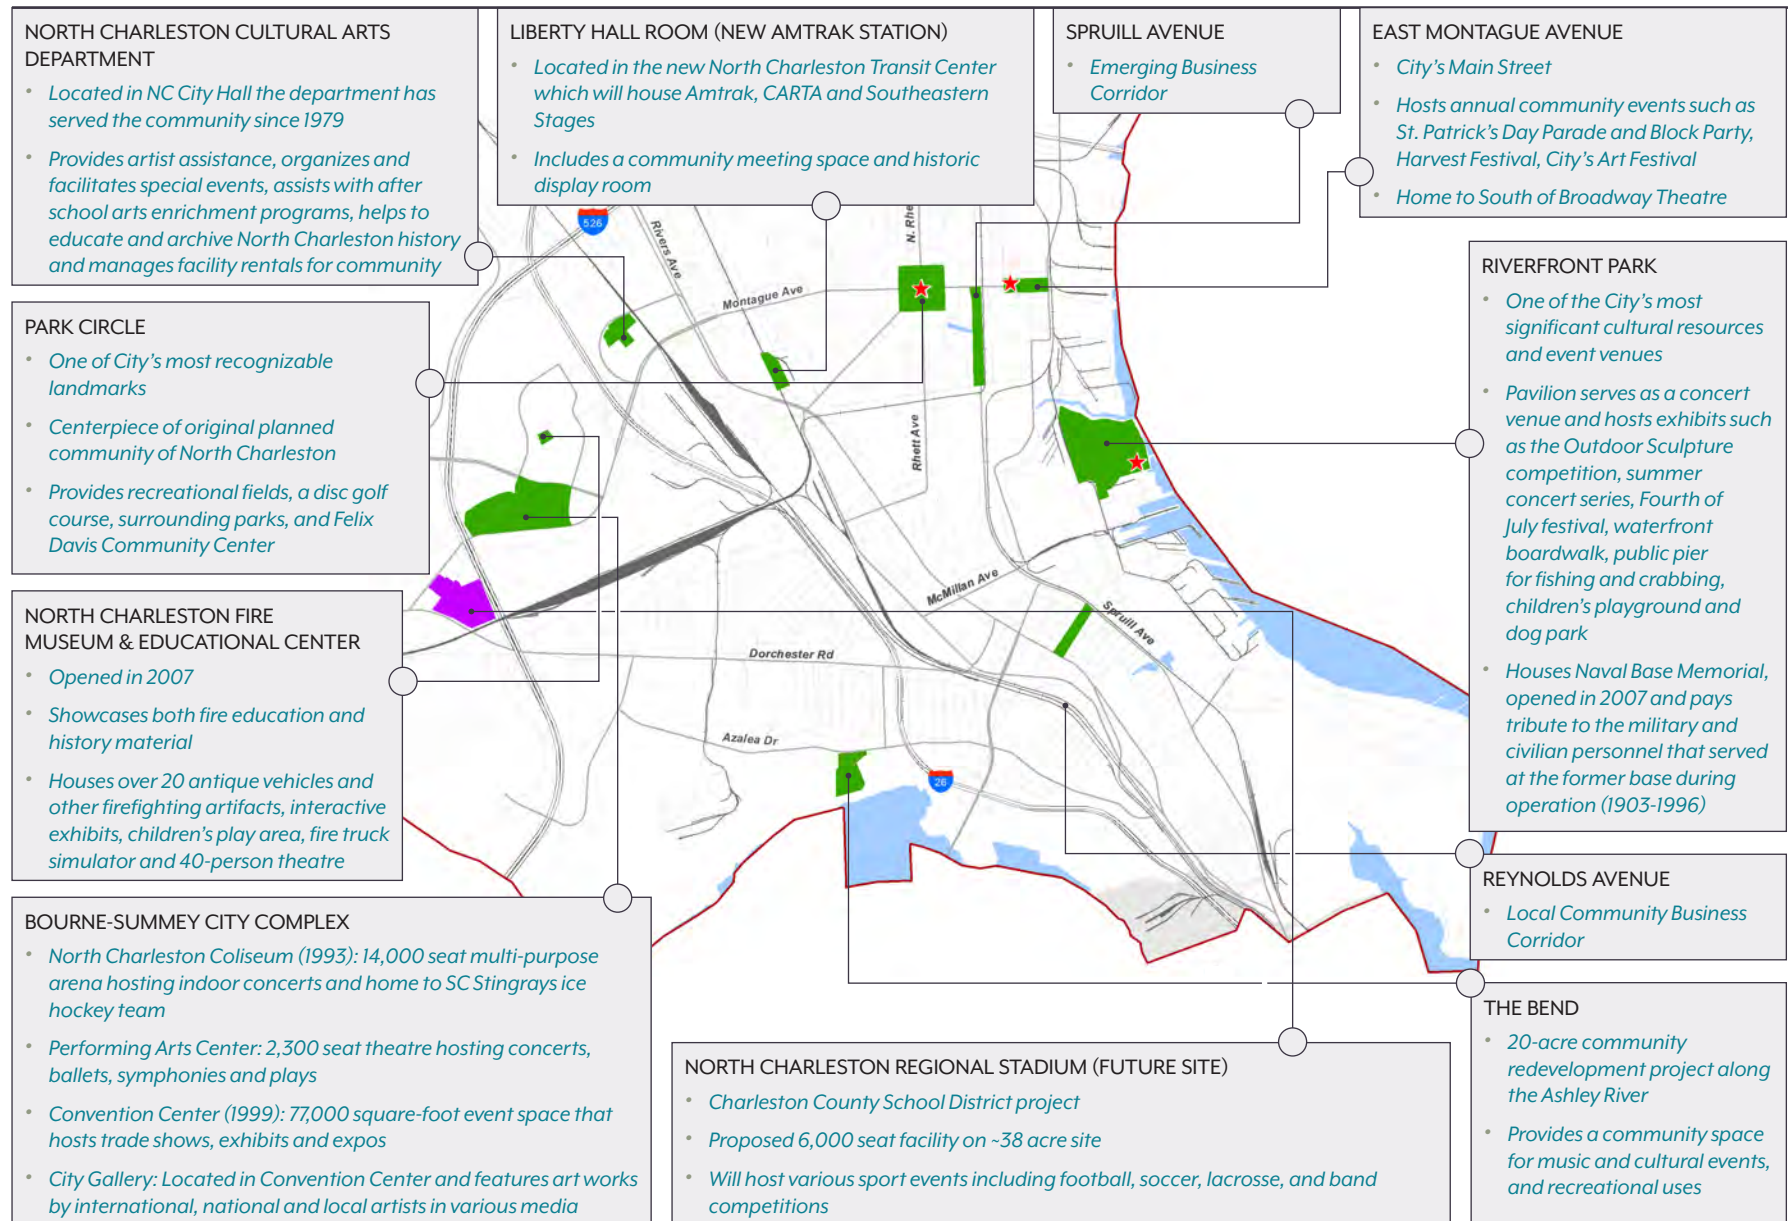 NORTH CHARLESTON CULTURAL ARTS
DEPARTMENT
• Located in NC City Hall the department has
served the community since 1979
• Provides artist assistance, organizes and
facilitates special events, assists with after
school arts enrichment programs, helps to
educate and archive North Charleston history
and manages facility rentals for community
LIBERTY HALL ROOM (NEW AMTRAK STATION)
• Located in the new North Charleston Transit Center
which will house Amtrak, CARTA and Southeastern
Stages
• Includes a community meeting space and historic
display room
SPRUILL AVENUE
• Emerging Business
Corridor
EAST MONTAGUE AVENUE
• City's Main Street
• Hosts annual community events such as
St. Patrick's Day Parade and Block Party,
Harvest Festival, City's Art Festival
• Home to South of Broadway Theatre
PARK CIRCLE
• One of City's most recognizable
landmarks
• Centerpiece of original planned
community of North Charleston
• Provides recreational fields, a disc golf
course, surrounding parks, and Felix
Davis Community Center
RIVERFRONT PARK
• One of the City's most
significant cultural resources
and event venues
• Pavilion serves as a concert
venue and hosts exhibits such
as the Outdoor Sculpture
competition, summer
concert series, Fourth of
July festival, waterfront
boardwalk, public pier
for fishing and crabbing,
children's playground and
dog park
• Houses Naval Base Memorial,
opened in 2007 and pays
tribute to the military and
civilian personnel that served
at the former base during
operation (1903-1996)
NORTH CHARLESTON FIRE
MUSEUM & EDUCATIONAL CENTER
• Opened in 2007
• Showcases both fire education and
history material
• Houses over 20 antique vehicles and
other firefighting artifacts, interactive
exhibits, children's play area, fire truck
simulator and 40-person theatre
526
Rivers Ave
N. Rhe
Montague Ave
Rhett Ave
McMillan Ave
Spruill Ave
Dorchester Rd
Azalea Dr
26
REYNOLDS AVENUE
• Local Community Business
Corridor
BOURNE-SUMMEY CITY COMPLEX
• North Charleston Coliseum (1993): 14,000 seat multi-purpose
arena hosting indoor concerts and home to SC Stingrays ice
hockey team
• Performing Arts Center: 2,300 seat theatre hosting concerts,
ballets, symphonies and plays
• Convention Center (1999): 77,000 square-foot event space that
hosts trade shows, exhibits and expos
• City Gallery: Located in Convention Center and features art works
by international, national and local artists in various media
NORTH CHARLESTON REGIONAL STADIUM (FUTURE SITE)
• Charleston County School District project
• Proposed 6,000 seat facility on ~38 acre site
• Will host various sport events including football, soccer, lacrosse, and band
competitions
THE BEND
• 20-acre community
redevelopment project along
the Ashley River
• Provides a community space
for music and cultural events,
and recreational uses